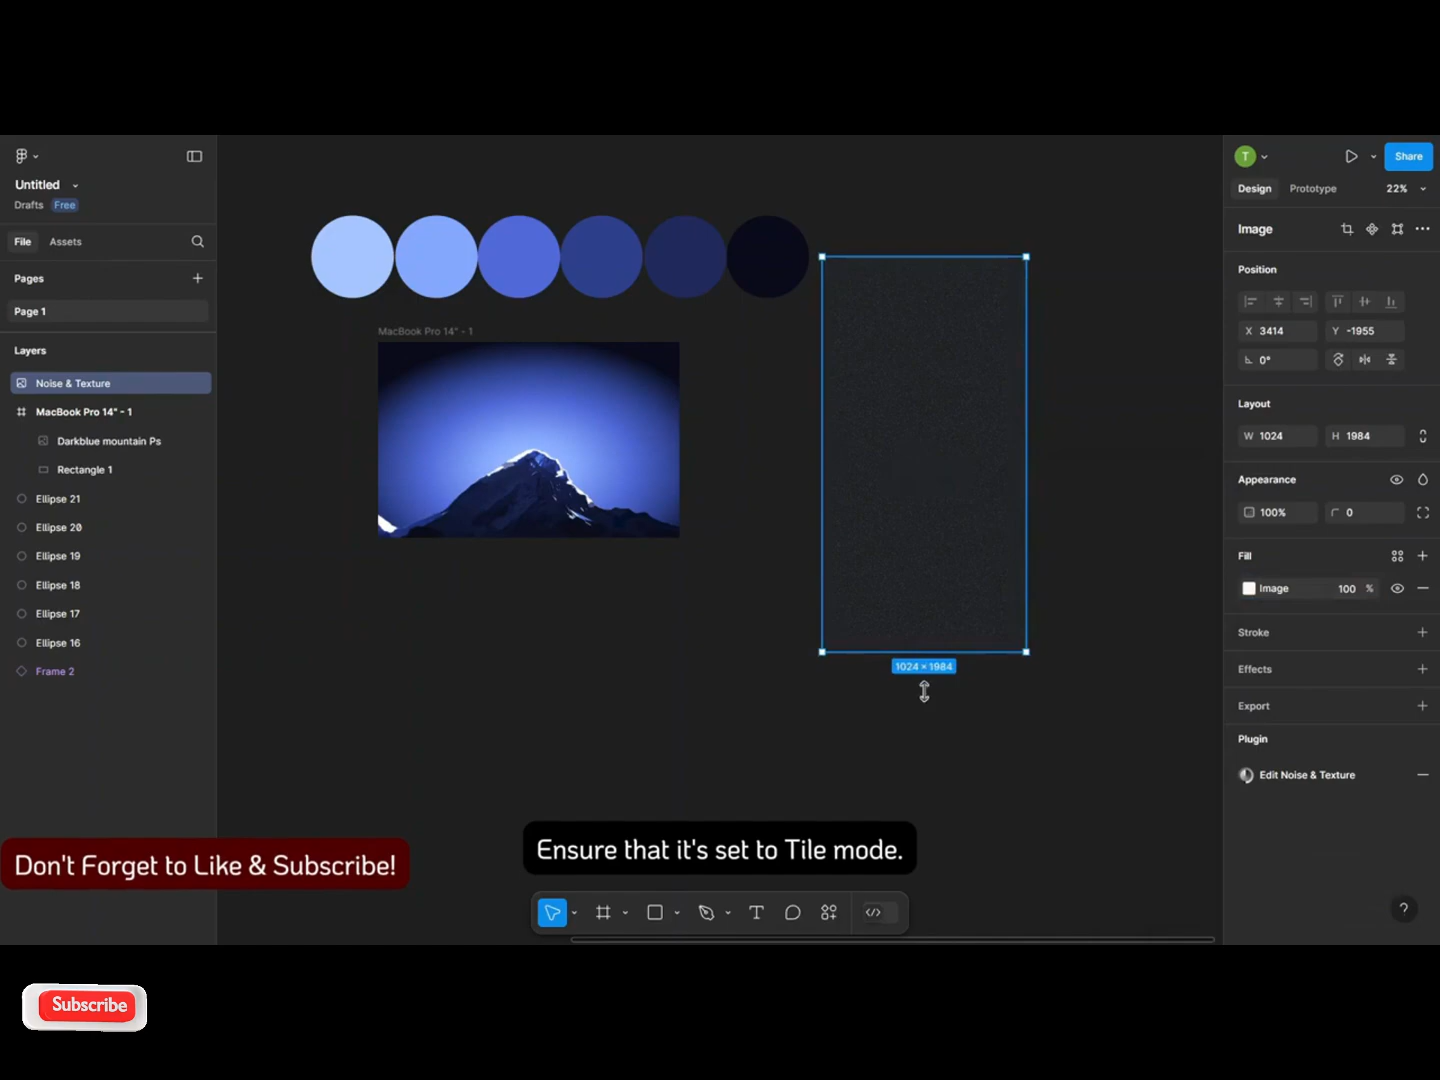 Untitled
Drafts Free
File Assets
Pages
Page 1
Layers
Noise & Texture
MacBook Pro 14" - 1
Darkblue mountain Ps
Rectangle 1
Ellipse 21
Ellipse 20
Ellipse 19
Ellipse 18
Ellipse 17
Ellipse 16
Frame 2
MacBook Pro 14" - 1
1024 × 1984
T
Share
Design Prototype 22%
Image
Position
X 3414 Y -1955
0°
Layout
W 1024 H 1984
Appearance
100% 0
Fill
Image 100 %
Stroke
Effects
Export
Plugin
Edit Noise & Texture
Don't Forget to Like & Subscribe!
Ensure that it's set to Tile mode.
T
?
Subscribe